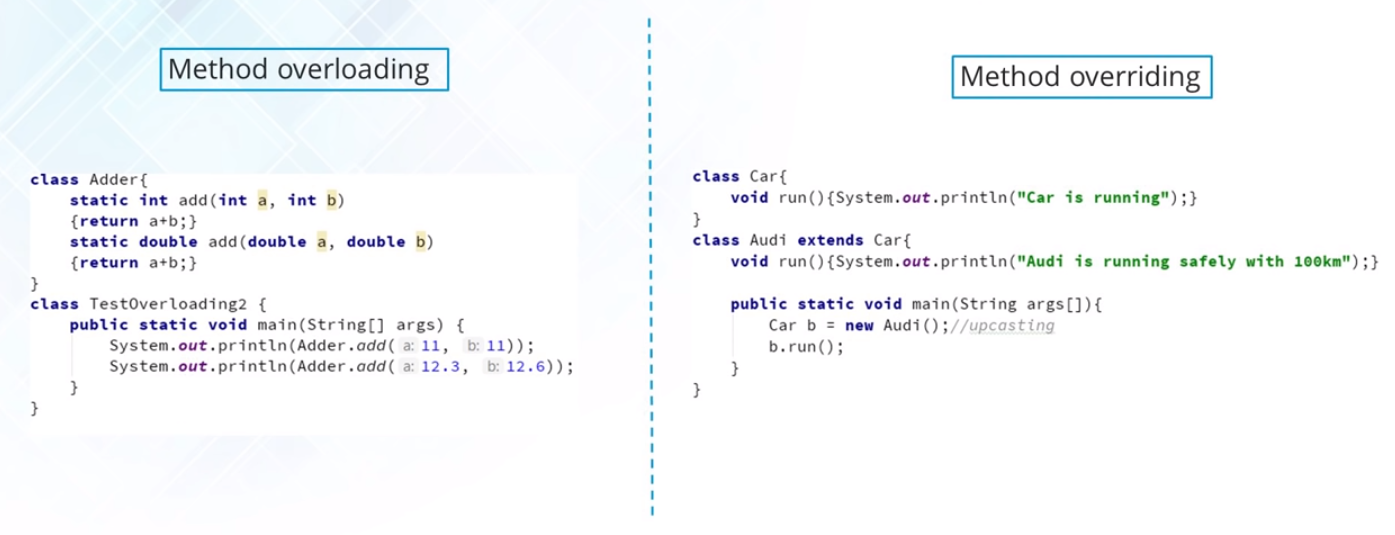 Method overloading
class Adder{
    static int add(int a, int b)
    {return a+b;}
    static double add(double a, double b)
    {return a+b;}
}
class TestOverloading2 {
    public static void main(String[] args) {
        System.out.println(Adder.add( a: 11,  b: 11));
        System.out.println(Adder.add( a: 12.3,  b: 12.6));
    }
}
Method overriding
class Car{
    void run(){System.out.println("Car is running");}
}
class Audi extends Car{
    void run(){System.out.println("Audi is running safely with 100km");}
    public static void main(String args[]){
        Car b = new Audi();//upcasting
        b.run();
    }
}